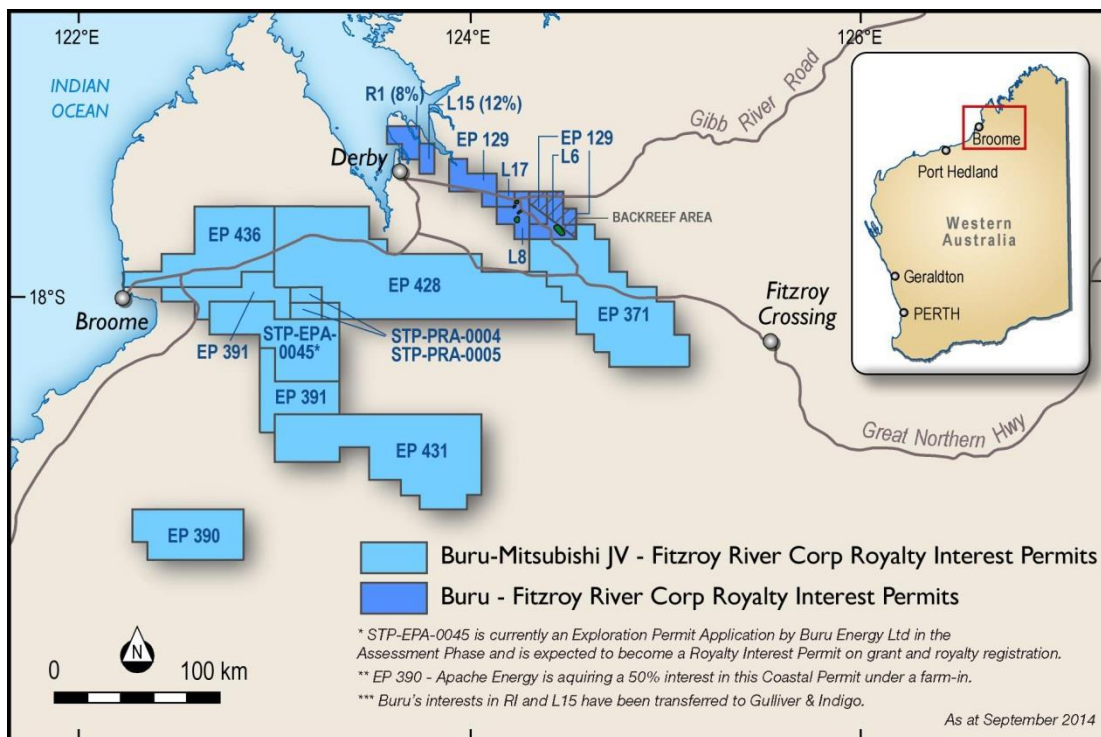 122°E
124°E
126°E
INDIAN
OCEAN
R1 (8%)
L15 (12%)
Gibb River Road
EP 129
EP 129
L6
L17
Derby
BACKREEF AREA
L8
EP 436
EP 428
EP 371
18°S
Broome
EP 391
STP-EPA-
0045*
STP-PRA-0004
STP-PRA-0005
Fitzroy
Crossing
EP 391
EP 431
Great Northern Hwy
EP 390
Broome
Port Hedland
Western
Australia
Geraldton
PERTH
Buru-Mitsubishi JV - Fitzroy River Corp Royalty Interest Permits
Buru - Fitzroy River Corp Royalty Interest Permits
* STP-EPA-0045 is currently an Exploration Permit Application by Buru Energy Ltd in the
Assessment Phase and is expected to become a Royalty Interest Permit on grant and royalty registration.
** EP 390 - Apache Energy is aquiring a 50% interest in this Coastal Permit under a farm-in.
*** Buru's interests in RI and L15 have been transferred to Gulliver & Indigo.
As at September 2014
N
0 100 km